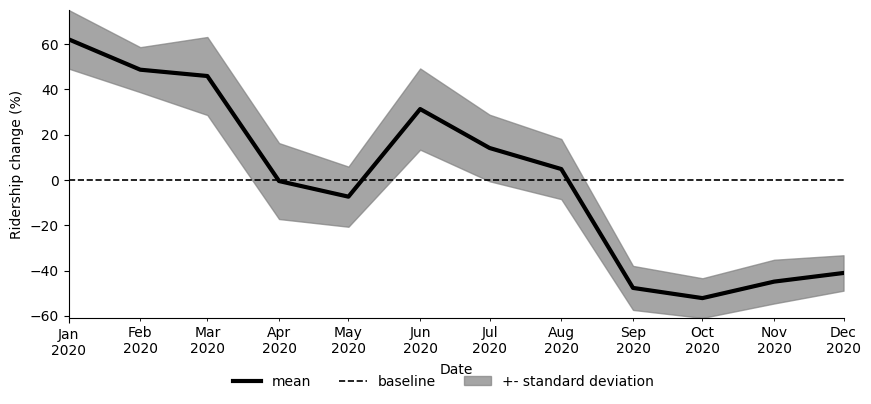 Ridership change (%)
60
40
20
0
−20
−40
−60
Jan Feb Mar Apr May Jun Jul Aug Sep Oct Nov Dec
2020 2020 2020 2020 2020 2020 2020 2020 2020 2020 2020 2020
Date
mean baseline +- standard deviation